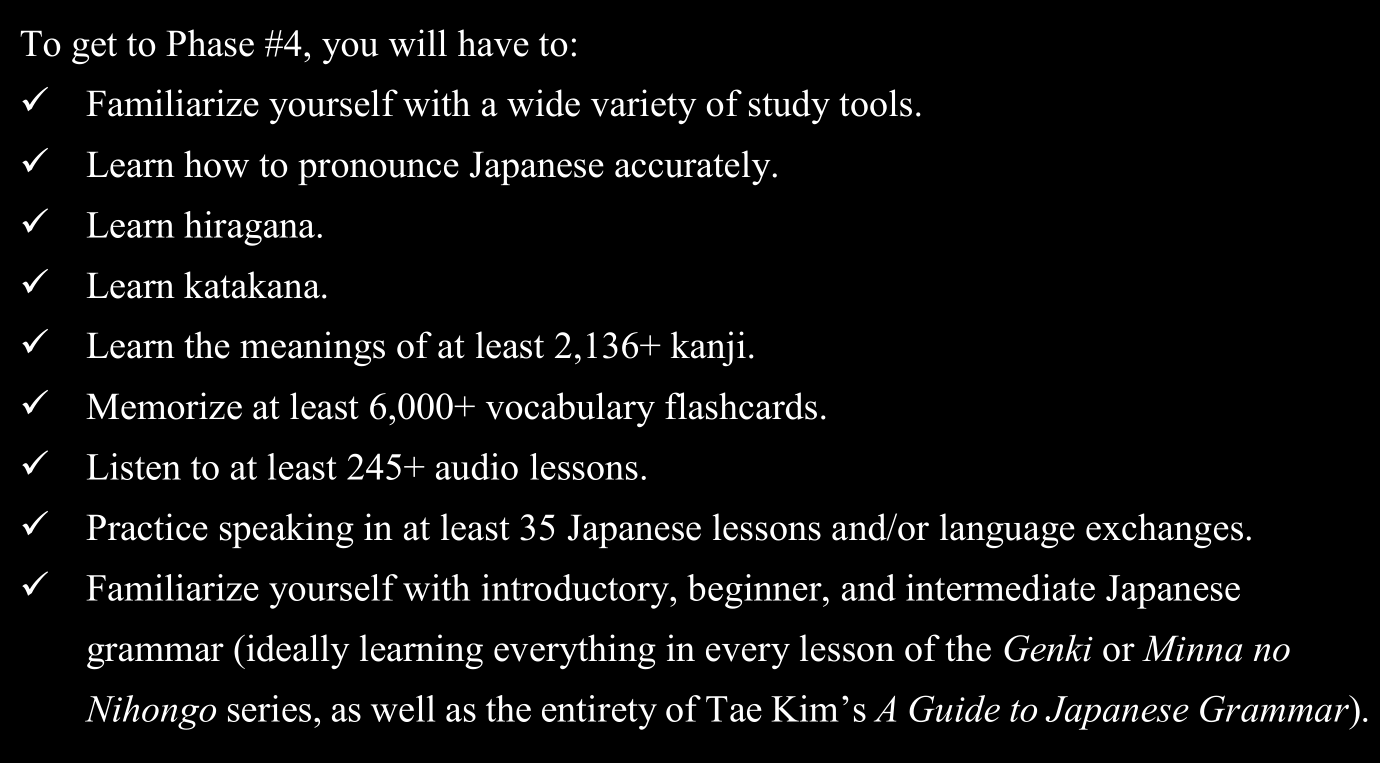 To get to Phase #4, you will have to:
✓ Familiarize yourself with a wide variety of study tools.
✓ Learn how to pronounce Japanese accurately.
✓ Learn hiragana.
✓ Learn katakana.
✓ Learn the meanings of at least 2,136+ kanji.
✓ Memorize at least 6,000+ vocabulary flashcards.
✓ Listen to at least 245+ audio lessons.
✓ Practice speaking in at least 35 Japanese lessons and/or language exchanges.
✓ Familiarize yourself with introductory, beginner, and intermediate Japanese
grammar (ideally learning everything in every lesson of the Genki or Minna no
Nihongo series, as well as the entirety of Tae Kim’s A Guide to Japanese Grammar).